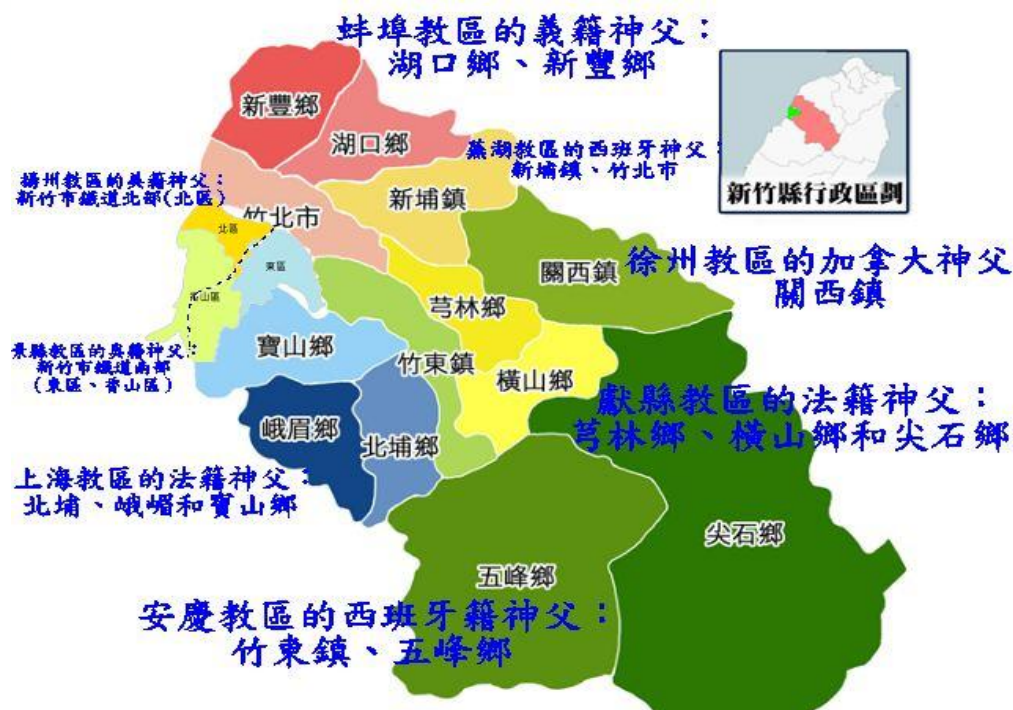 蚌埠教區的義籍神父：
湖口鄉、新豐鄉
新豐鄉
湖口鄉
新竹縣行政區劃
蕪湖教區的西班牙神父：
新埔鎮、竹北市
揚州教區的美籍神父：
新竹市鐵道北部(北區)
新埔鎮
竹北市
北區
東區
香山區
關西鎮
徐州教區的加拿大神父
關西鎮
芎林鄉
景縣教區的奧籍神父：
新竹市鐵道南部
(東區、香山區)
寶山鄉
竹東鎮
橫山鄉
獻縣教區的法籍神父：
芎林鄉、橫山鄉和尖石鄉
峨眉鄉
北埔鄉
上海教區的法籍神父：
北埔、峨嵋和寶山鄉
尖石鄉
五峰鄉
安慶教區的西班牙籍神父：
竹東鎮、五峰鄉